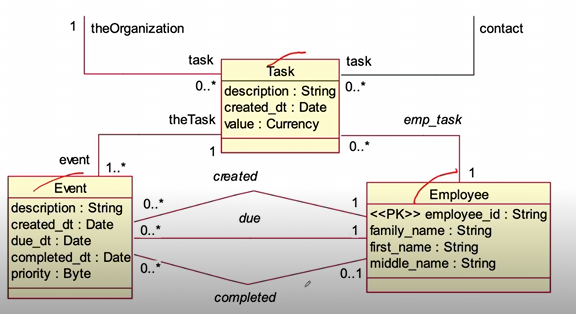 1 theOrganization
contact
task
task
Task
0..*
0..*
description : String
created_dt : Date
value : Currency
theTask
emp_task
1
0..*
event
1..*
1
created
Event
Employee
description : String
created_dt : Date
due_dt : Date
completed_dt : Date
priority : Byte
0..*
due
0..*
0..*
1
1
0..1
<<PK>> employee_id : String
family_name : String
first_name : String
middle_name : String
completed